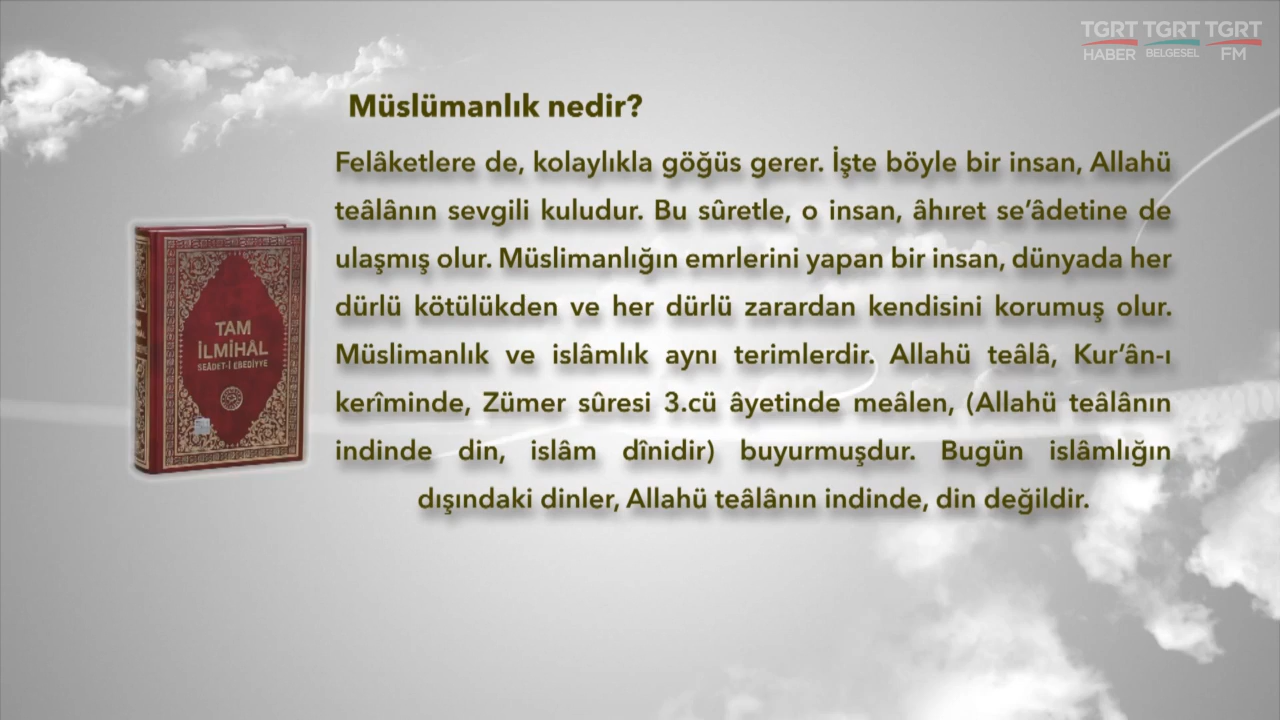 TGRT TGRT TGRT
HABER BELGESEL FM
Müslümanlık nedir?
Felâketlere de, kolaylıkla göğüs gerer. İşte böyle bir insan, Allahü
teâlânın sevgili kuludur. Bu sûretle, o insan, âhıret se’âdetine de
ulaşmış olur. Müslimanlığın emrlerini yapan bir insan, dünyada her
dürlü kötülükden ve her dürlü zarardan kendisini korumuş olur.
Müslimanlık ve islâmlık aynı terimlerdir. Allahü teâlâ, Kur’ân-ı
kerîminde, Zümer sûresi 3.cü âyetinde meâlen, (Allahü teâlânın
indinde din, islâm dînidir) buyurmuşdur. Bugün islâmlığın
dışındaki dinler, Allahü teâlânın indinde, din değildir.
TAM
İLMİHÂL
SEÂDET-İ EBEDİYYE